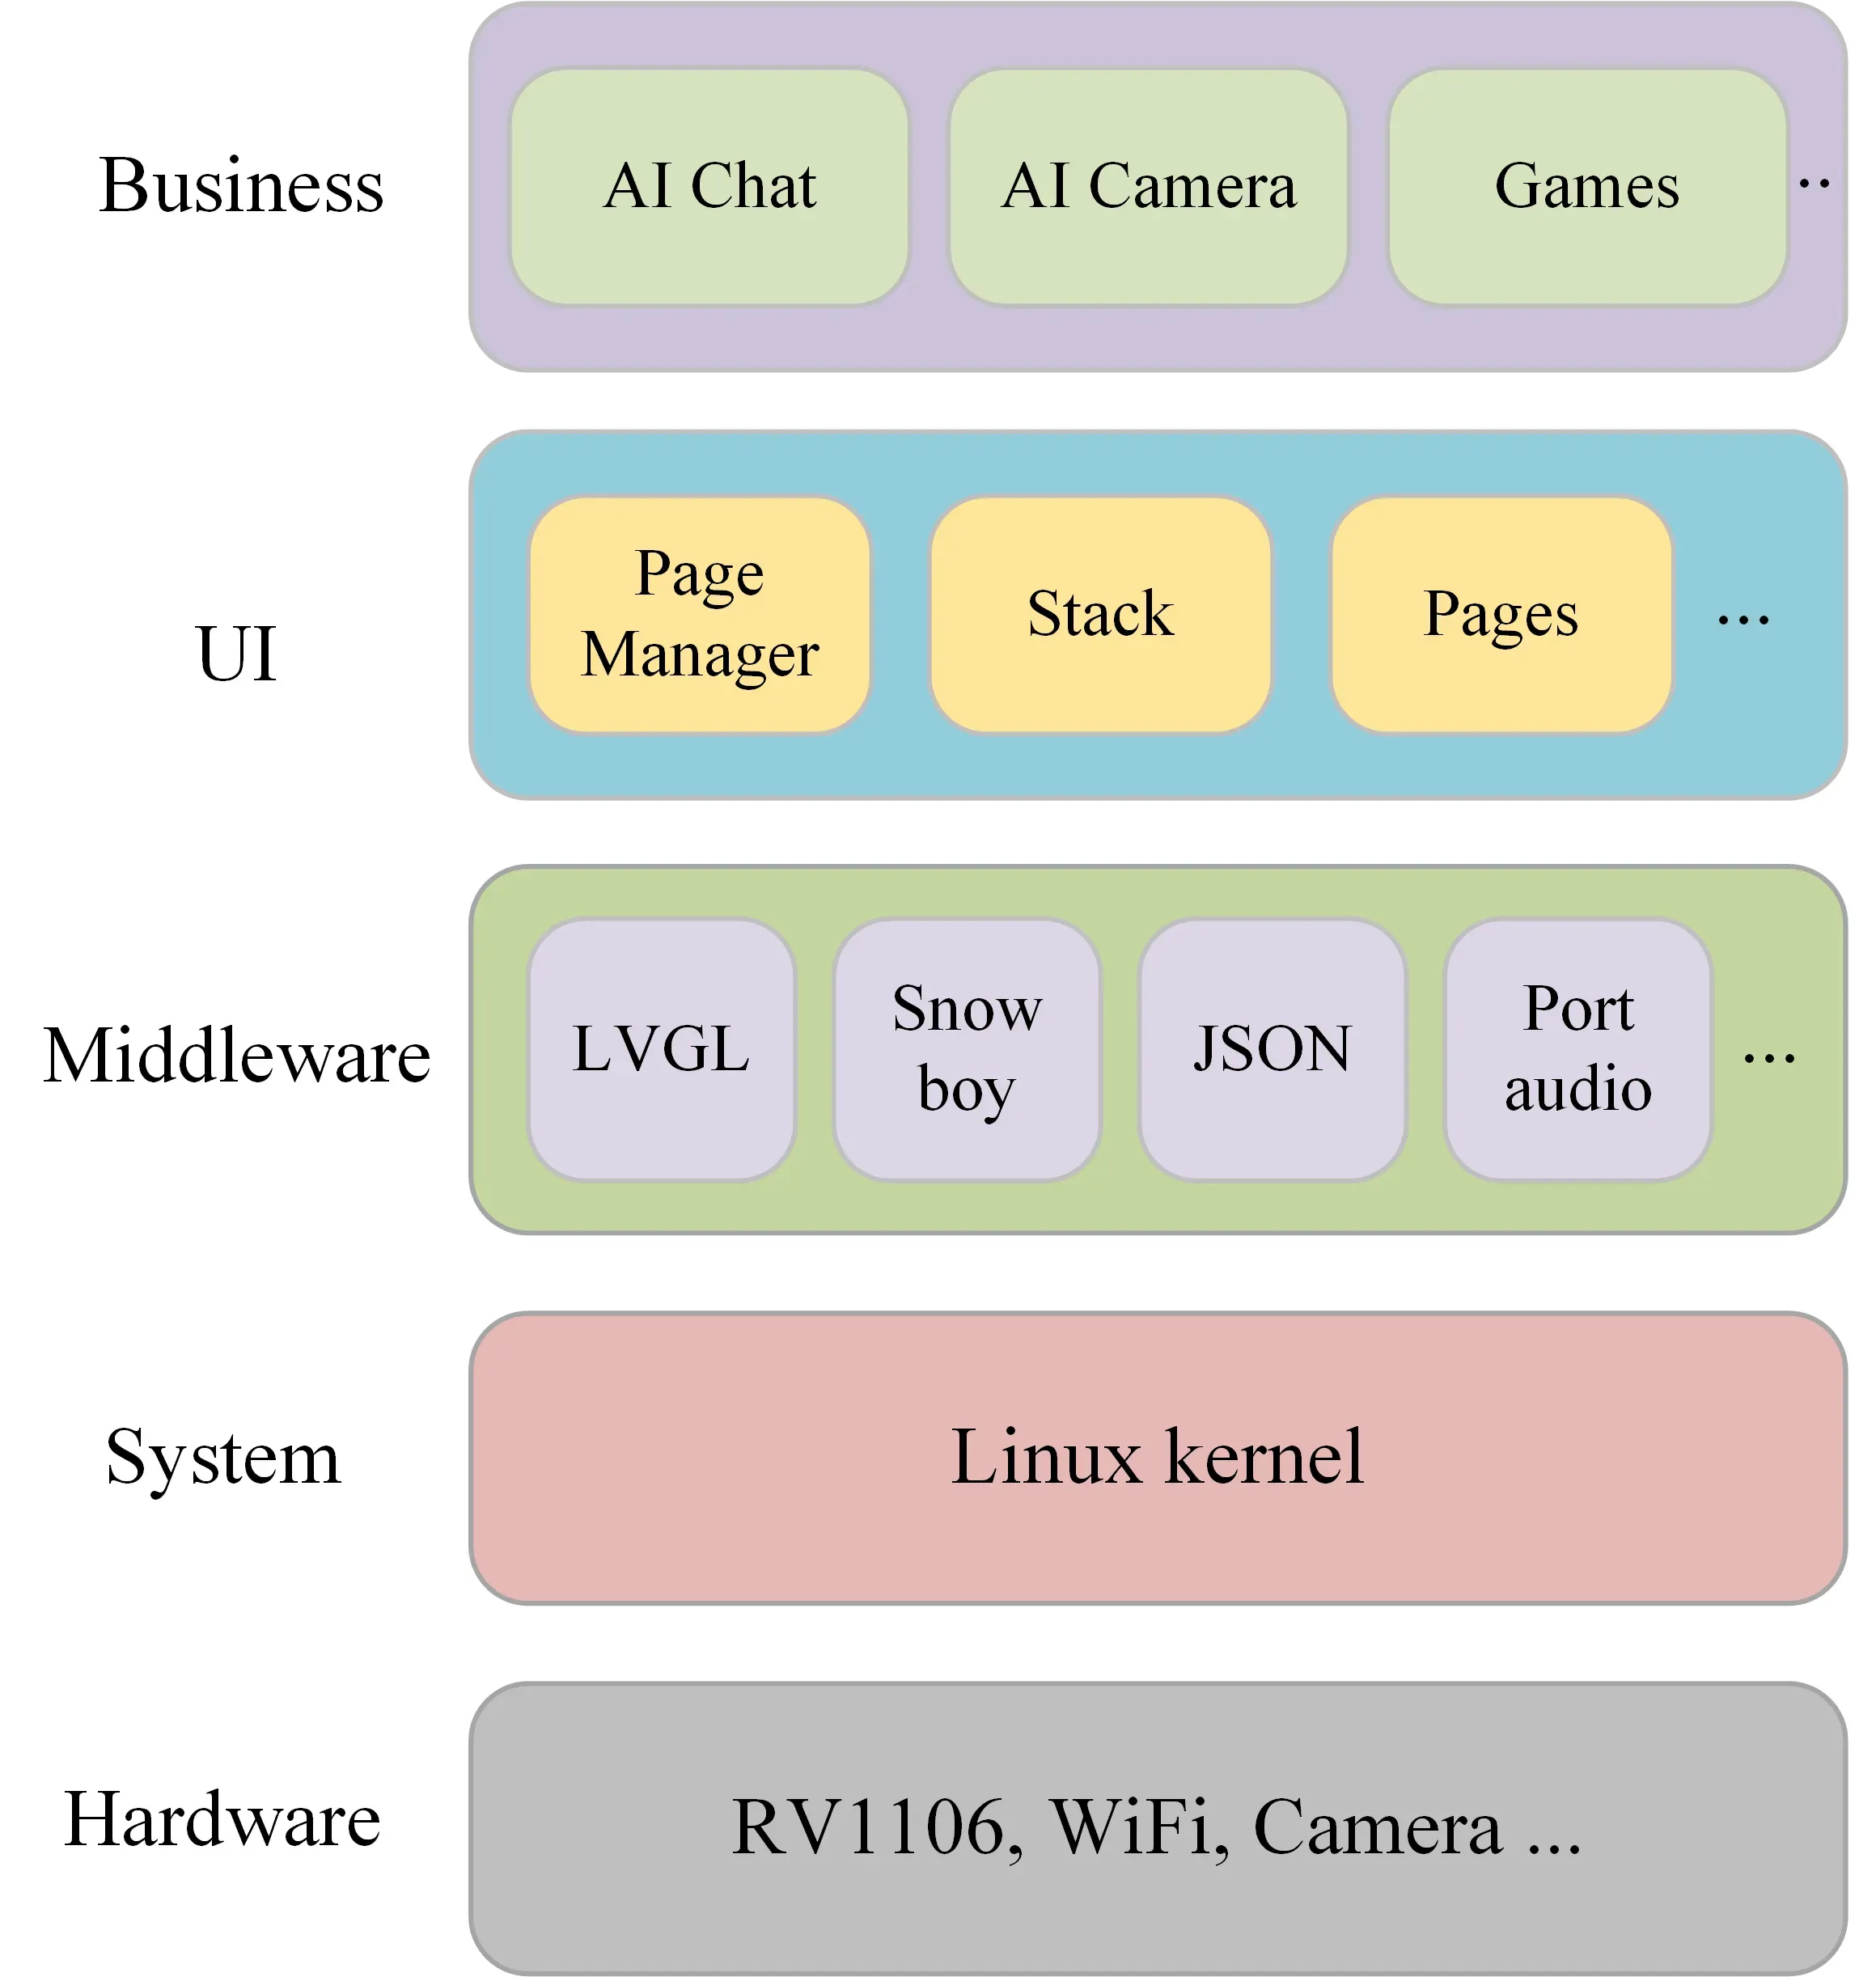 Business
AI Chat
AI Camera
Games
..
UI
Page
Manager
Stack
Pages
...
Middleware
LVGL
Snow
boy
JSON
Port
audio
...
System
Linux kernel
Hardware
RV1106, WiFi, Camera ...